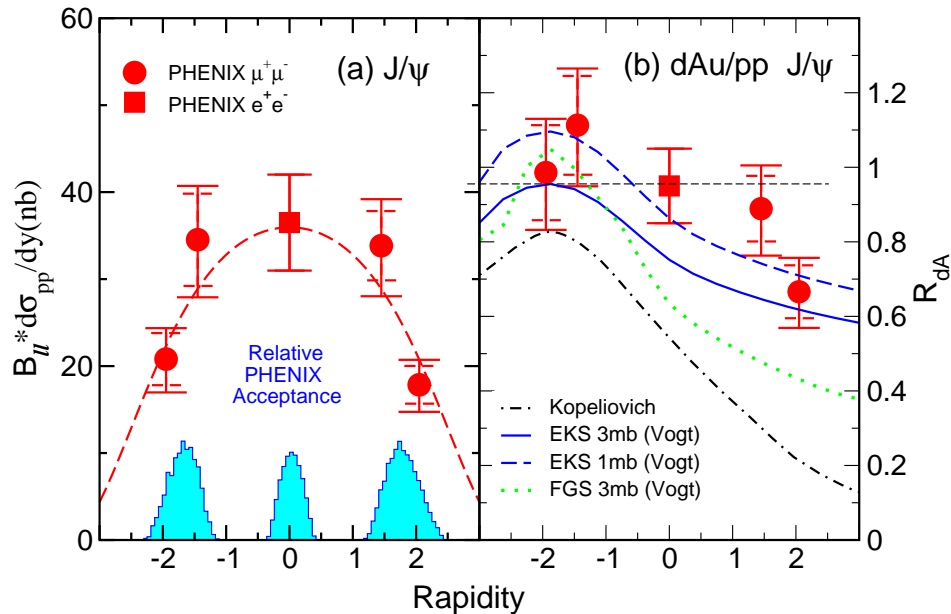 60
40
20
0
B_ll*dσ_pp/dy(nb)
PHENIX μ⁺μ⁻
PHENIX e⁺e⁻
(a) J/ψ
Relative
PHENIX
Acceptance
-2
-1
0
1
2
(b) dAu/pp J/ψ
Kopeliovich
EKS 3mb (Vogt)
EKS 1mb (Vogt)
FGS 3mb (Vogt)
-2
-1
0
1
2
1.2
1
0.8
0.6
0.4
0.2
0
R_dA
Rapidity